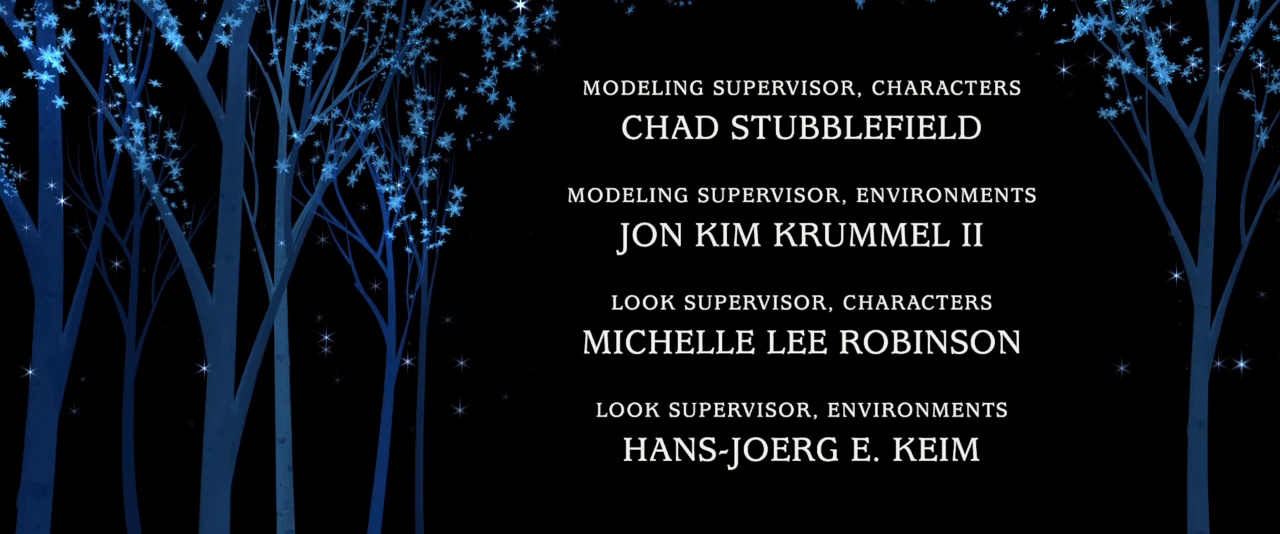 MODELING SUPERVISOR, CHARACTERS
CHAD STUBBLEFIELD
MODELING SUPERVISOR, ENVIRONMENTS
JON KIM KRUMMEL II
LOOK SUPERVISOR, CHARACTERS
MICHELLE LEE ROBINSON
LOOK SUPERVISOR, ENVIRONMENTS
HANS-JOERG E. KEIM